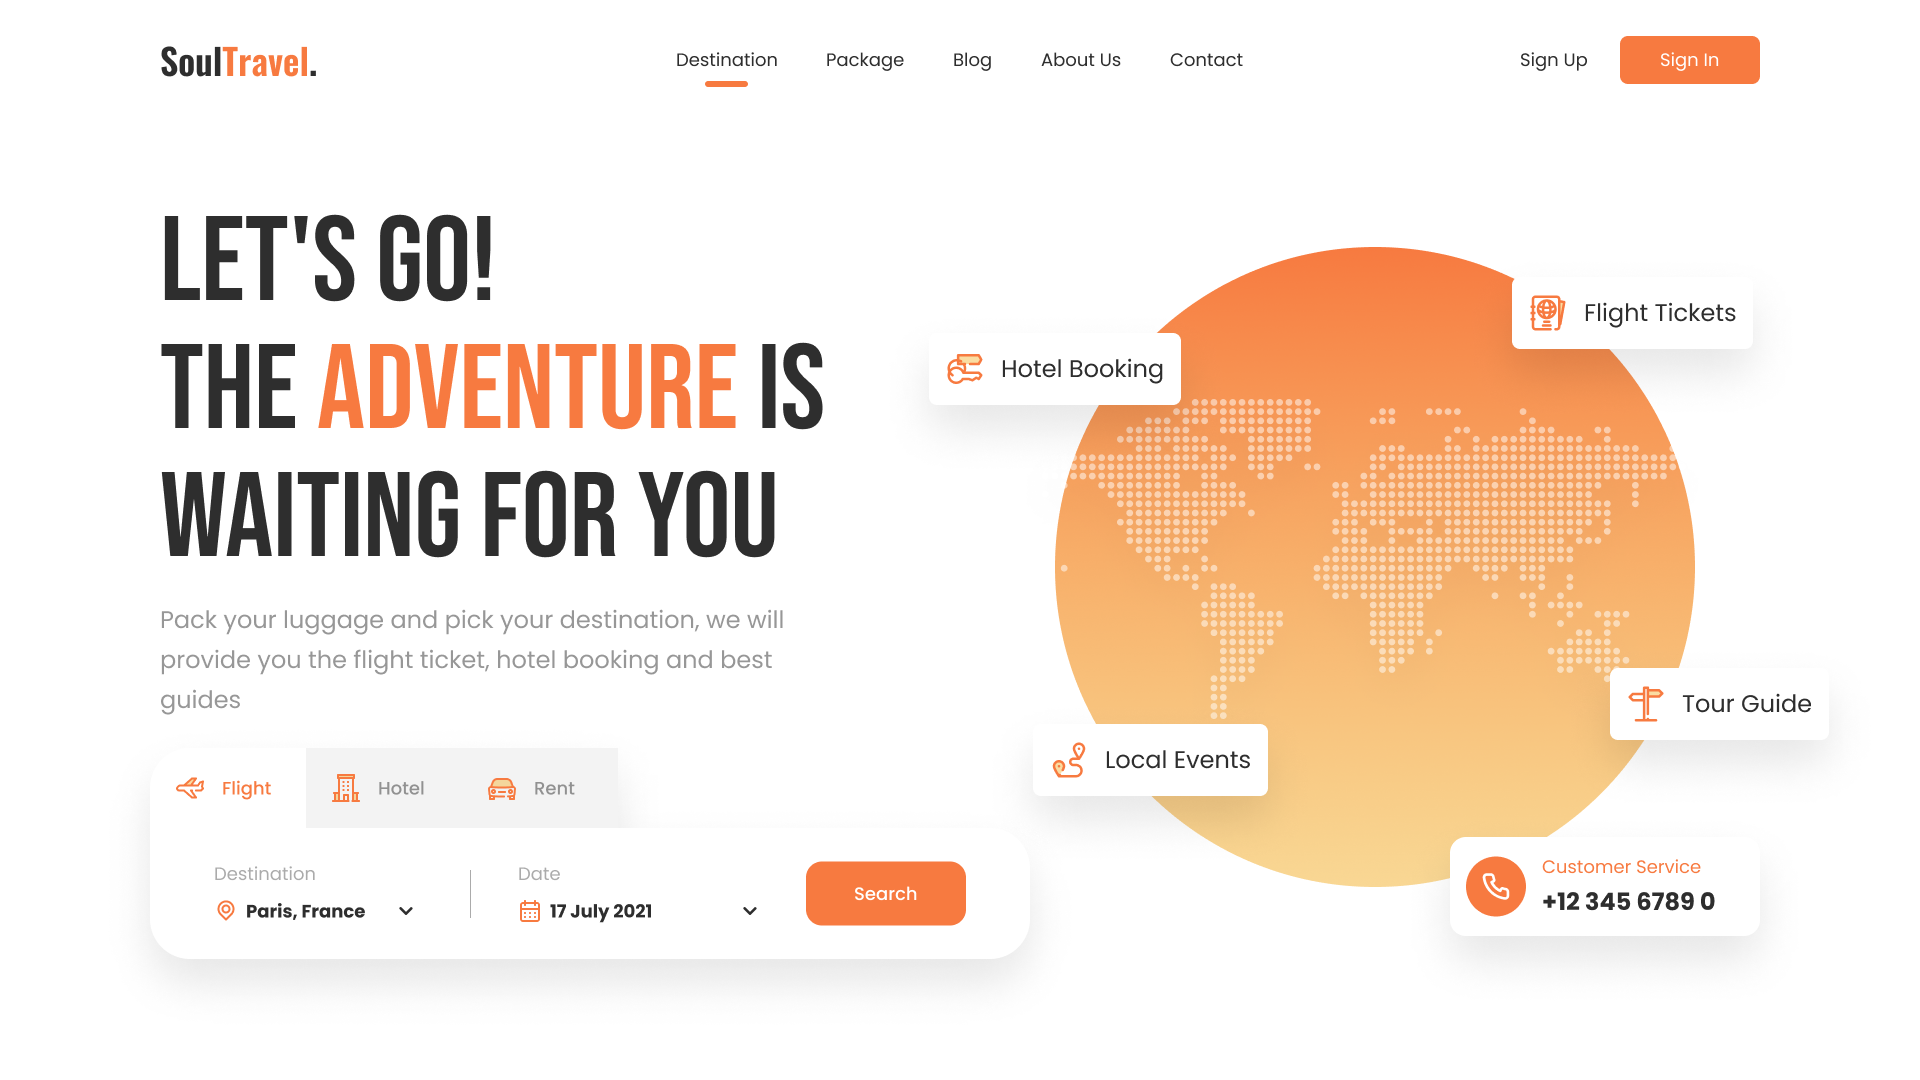 SoulTravel.
Destination
Package
Blog
About Us
Contact
Sign Up
Sign In
LET'S GO!
THE ADVENTURE IS
WAITING FOR YOU
Pack your luggage and pick your destination, we will
provide you the flight ticket, hotel booking and best
guides
Flight
Hotel
Rent
Destination
Paris, France
Date
17 July 2021
Search
Hotel Booking
Flight Tickets
Tour Guide
Local Events
Customer Service
+12 345 6789 0